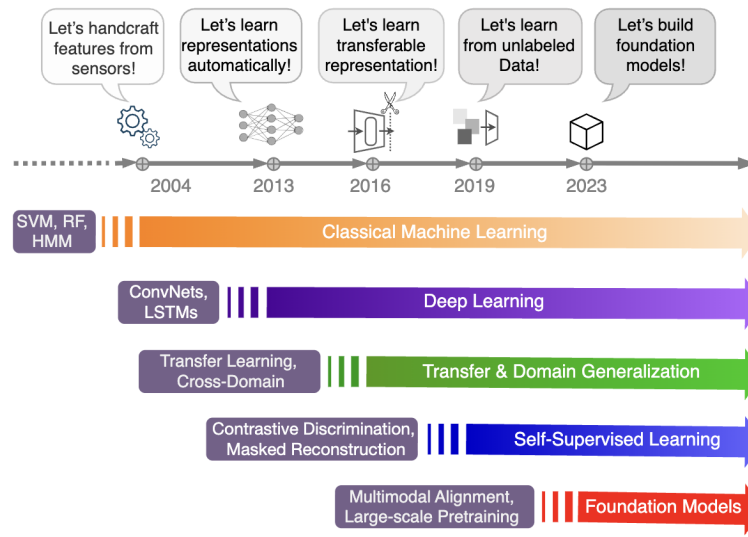 Let's handcraft
features from
sensors!
Let's learn
representations
automatically!
Let's learn
transferable
representation!
Let's learn
from unlabeled
Data!
Let's build
foundation
models!
2004
2013
2016
2019
2023
SVM, RF,
HMM
Classical Machine Learning
ConvNets,
LSTMs
Deep Learning
Transfer Learning,
Cross-Domain
Transfer & Domain Generalization
Contrastive Discrimination,
Masked Reconstruction
Self-Supervised Learning
Multimodal Alignment,
Large-scale Pretraining
Foundation Models